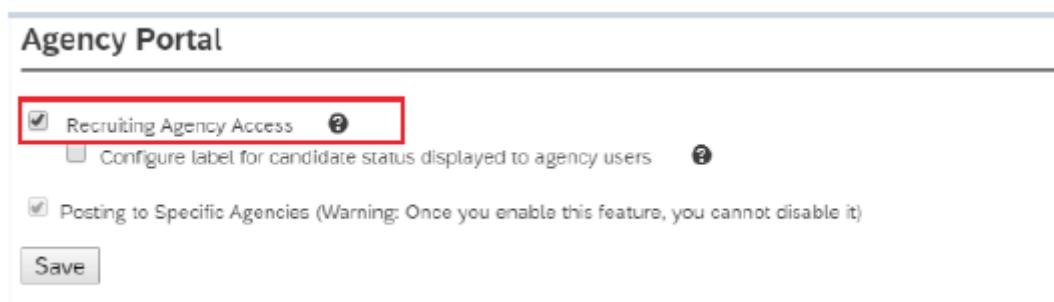 Agency Portal
Recruiting Agency Access
Configure label for candidate status displayed to agency users
Posting to Specific Agencies (Warning: Once you enable this feature, you cannot disable it)
Save